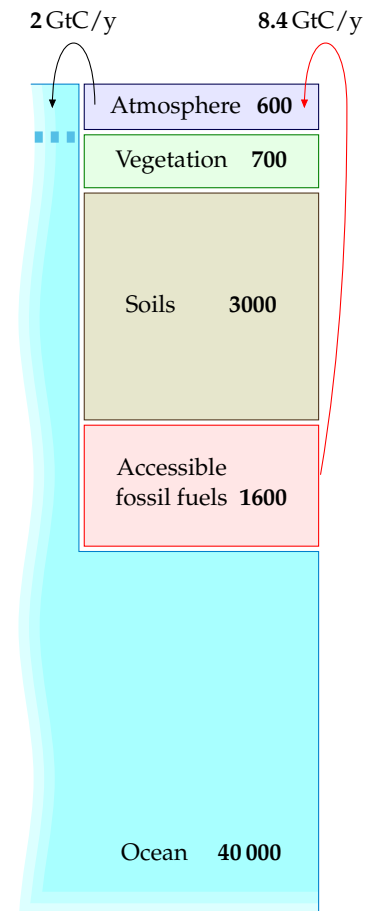 2 GtC/y 8.4 GtC/y
Atmosphere 600
Vegetation 700
Soils 3000
Accessible
fossil fuels 1600
Ocean 40 000